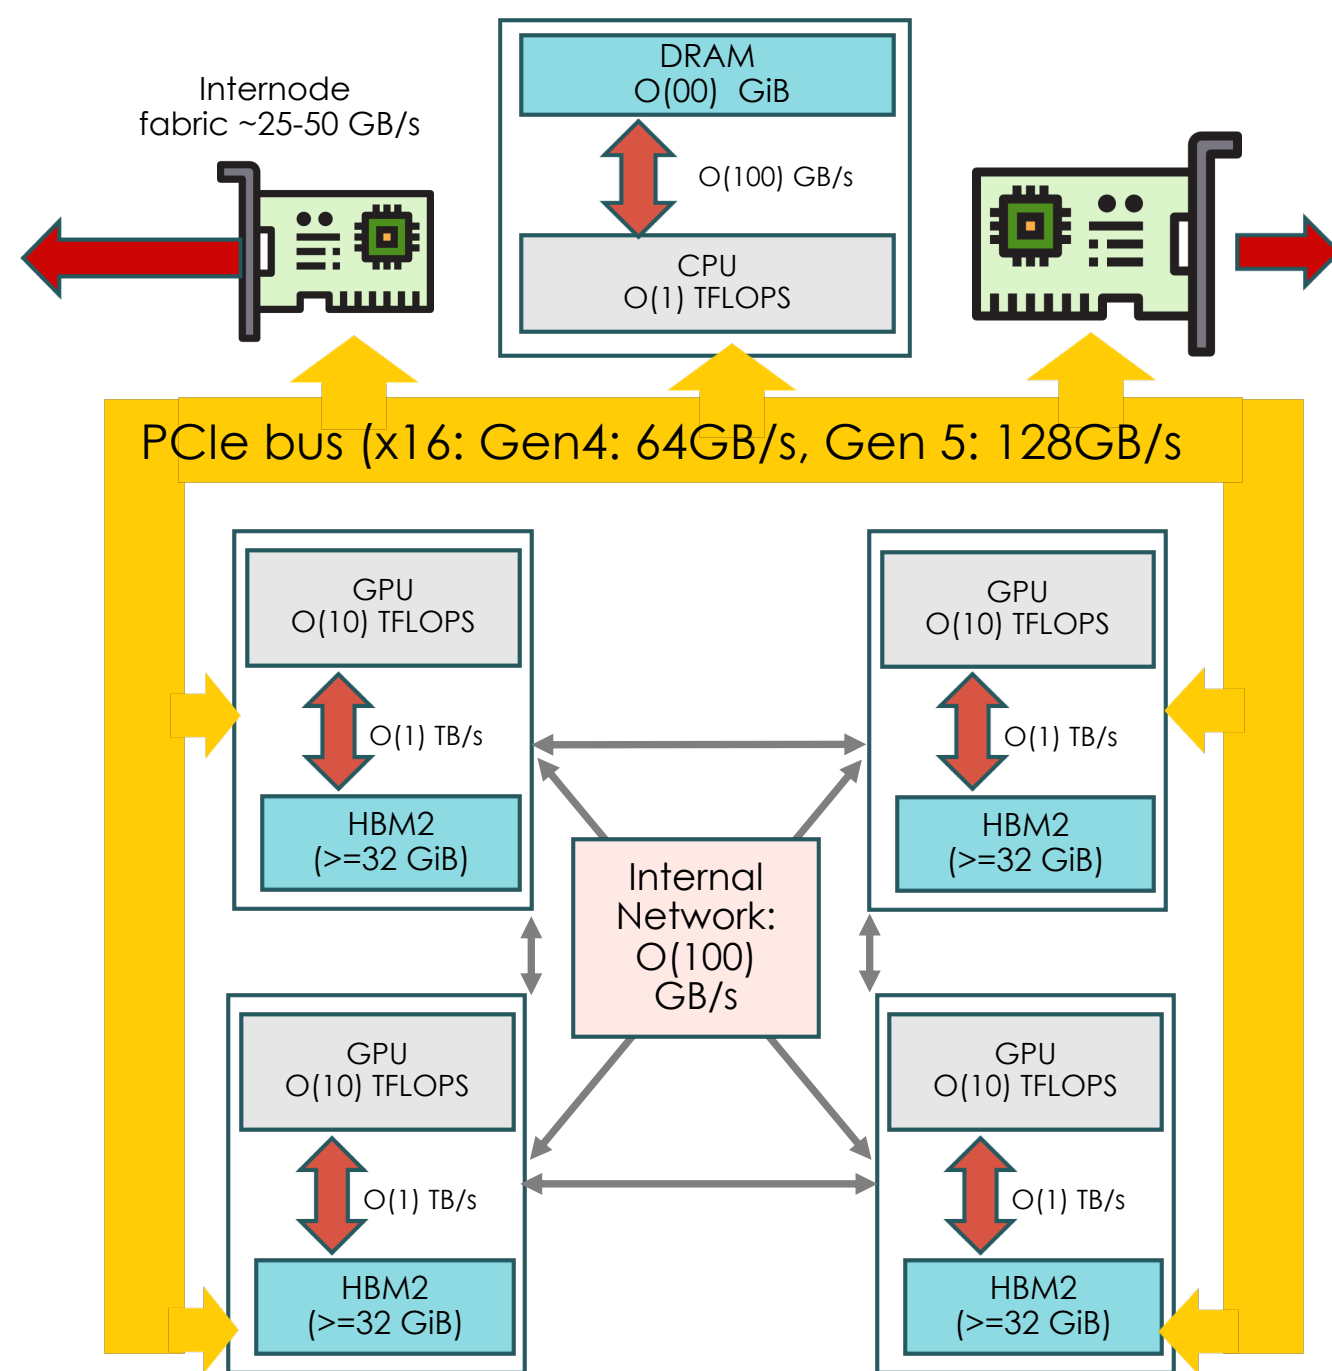 Internode
fabric ~25-50 GB/s
DRAM
O(00) GiB
O(100) GB/s
CPU
O(1) TFLOPS
PCIe bus (x16: Gen4: 64GB/s, Gen 5: 128GB/s
GPU
O(10) TFLOPS
O(1) TB/s
HBM2
(>=32 GiB)
GPU
O(10) TFLOPS
O(1) TB/s
HBM2
(>=32 GiB)
Internal
Network:
O(100)
GB/s
GPU
O(10) TFLOPS
O(1) TB/s
HBM2
(>=32 GiB)
GPU
O(10) TFLOPS
O(1) TB/s
HBM2
(>=32 GiB)